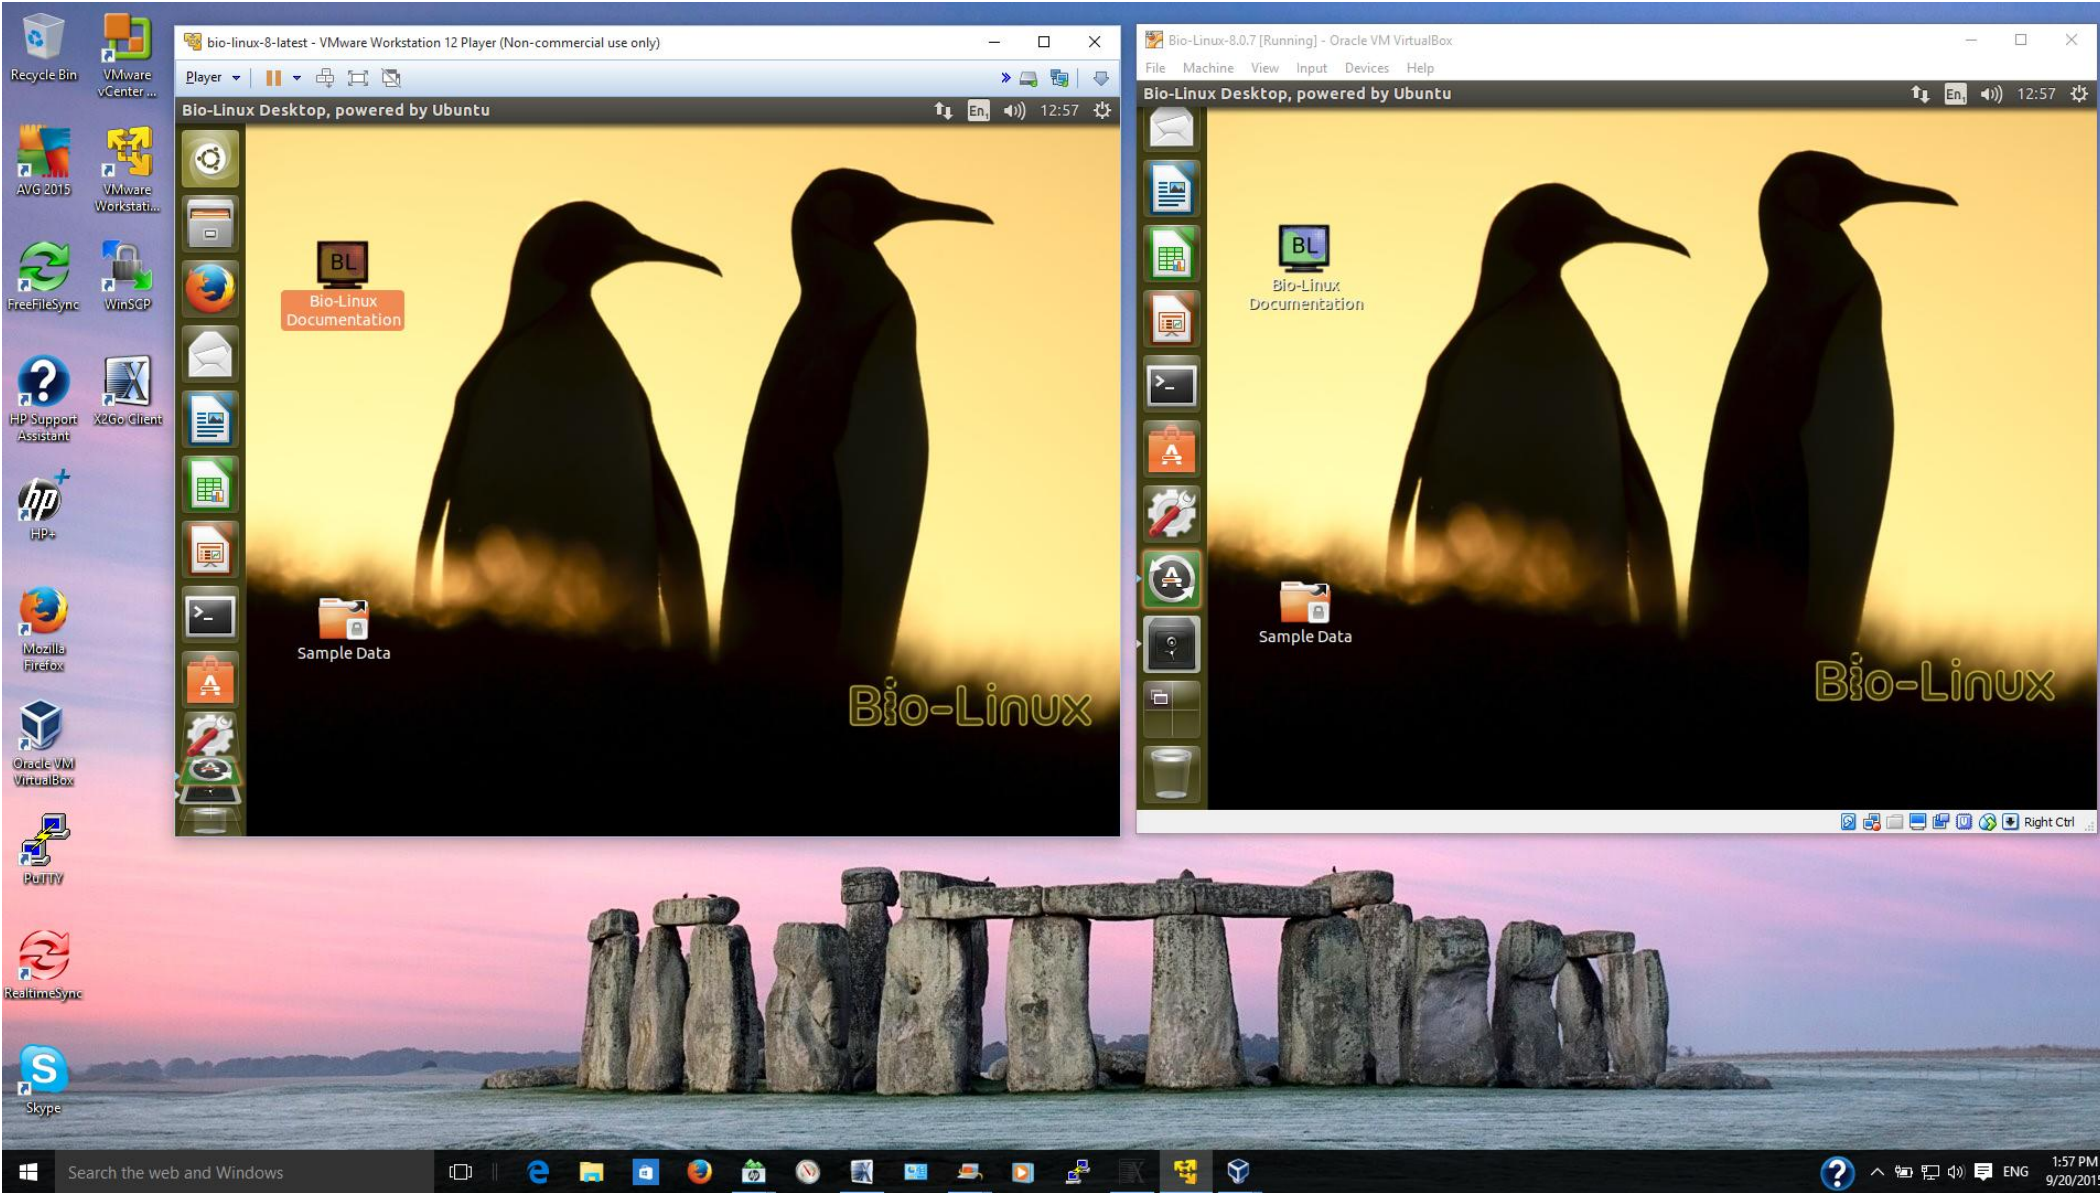 Recycle Bin
VMware
vCenter ...
AVG 2015
VMware
Workstati...
FreeFileSync
WinSCP
HP Support
Assistant
X2Go Client
HP+
Mozilla
Firefox
Oracle VM
VirtualBox
PuTTY
RealtimeSync
Skype
bio-linux-8-latest - VMware Workstation 12 Player (Non-commercial use only)
Player
Bio-Linux Desktop, powered by Ubuntu
En1
12:57
BL
Bio-Linux
Documentation
Sample Data
Bio-Linux
Bio-Linux-8.0.7 [Running] - Oracle VM VirtualBox
File Machine View Input Devices Help
Bio-Linux Desktop, powered by Ubuntu
En1
12:57
BL
Bio-Linux
Documentation
Sample Data
Bio-Linux
Right Ctrl
Search the web and Windows
ENG
1:57 PM
9/20/201